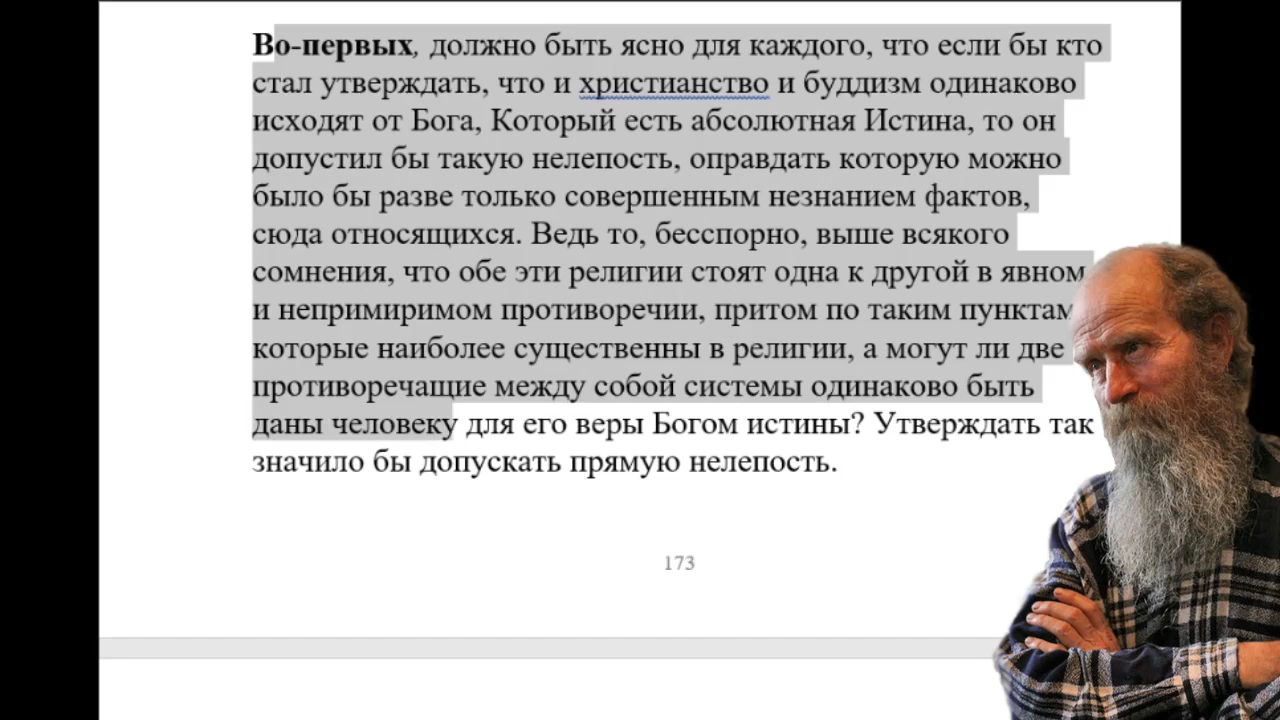 Во-первых, должно быть ясно для каждого, что если бы кто
стал утверждать, что и христианство и буддизм одинаково
исходят от Бога, Который есть абсолютная Истина, то он
допустил бы такую нелепость, оправдать которую можно
было бы разве только совершенным незнанием фактов,
сюда относящихся. Ведь то, бесспорно, выше всякого
сомнения, что обе эти религии стоят одна к другой в явном
и непримиримом противоречии, притом по таким пунктам
которые наиболее существенны в религии, а могут ли две
противоречащие между собой системы одинаково быть
даны человеку для его веры Богом истины? Утверждать так
значило бы допускать прямую нелепость.
173